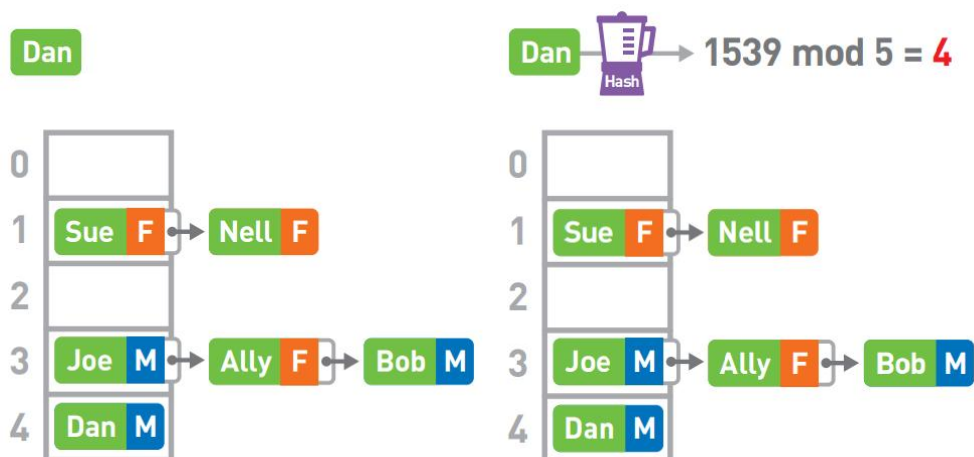 Dan
0
1 Sue F Nell F
2
3 Joe M Ally F Bob M
4 Dan M
Dan Hash 1539 mod 5 = 4
0
1 Sue F Nell F
2
3 Joe M Ally F Bob M
4 Dan M